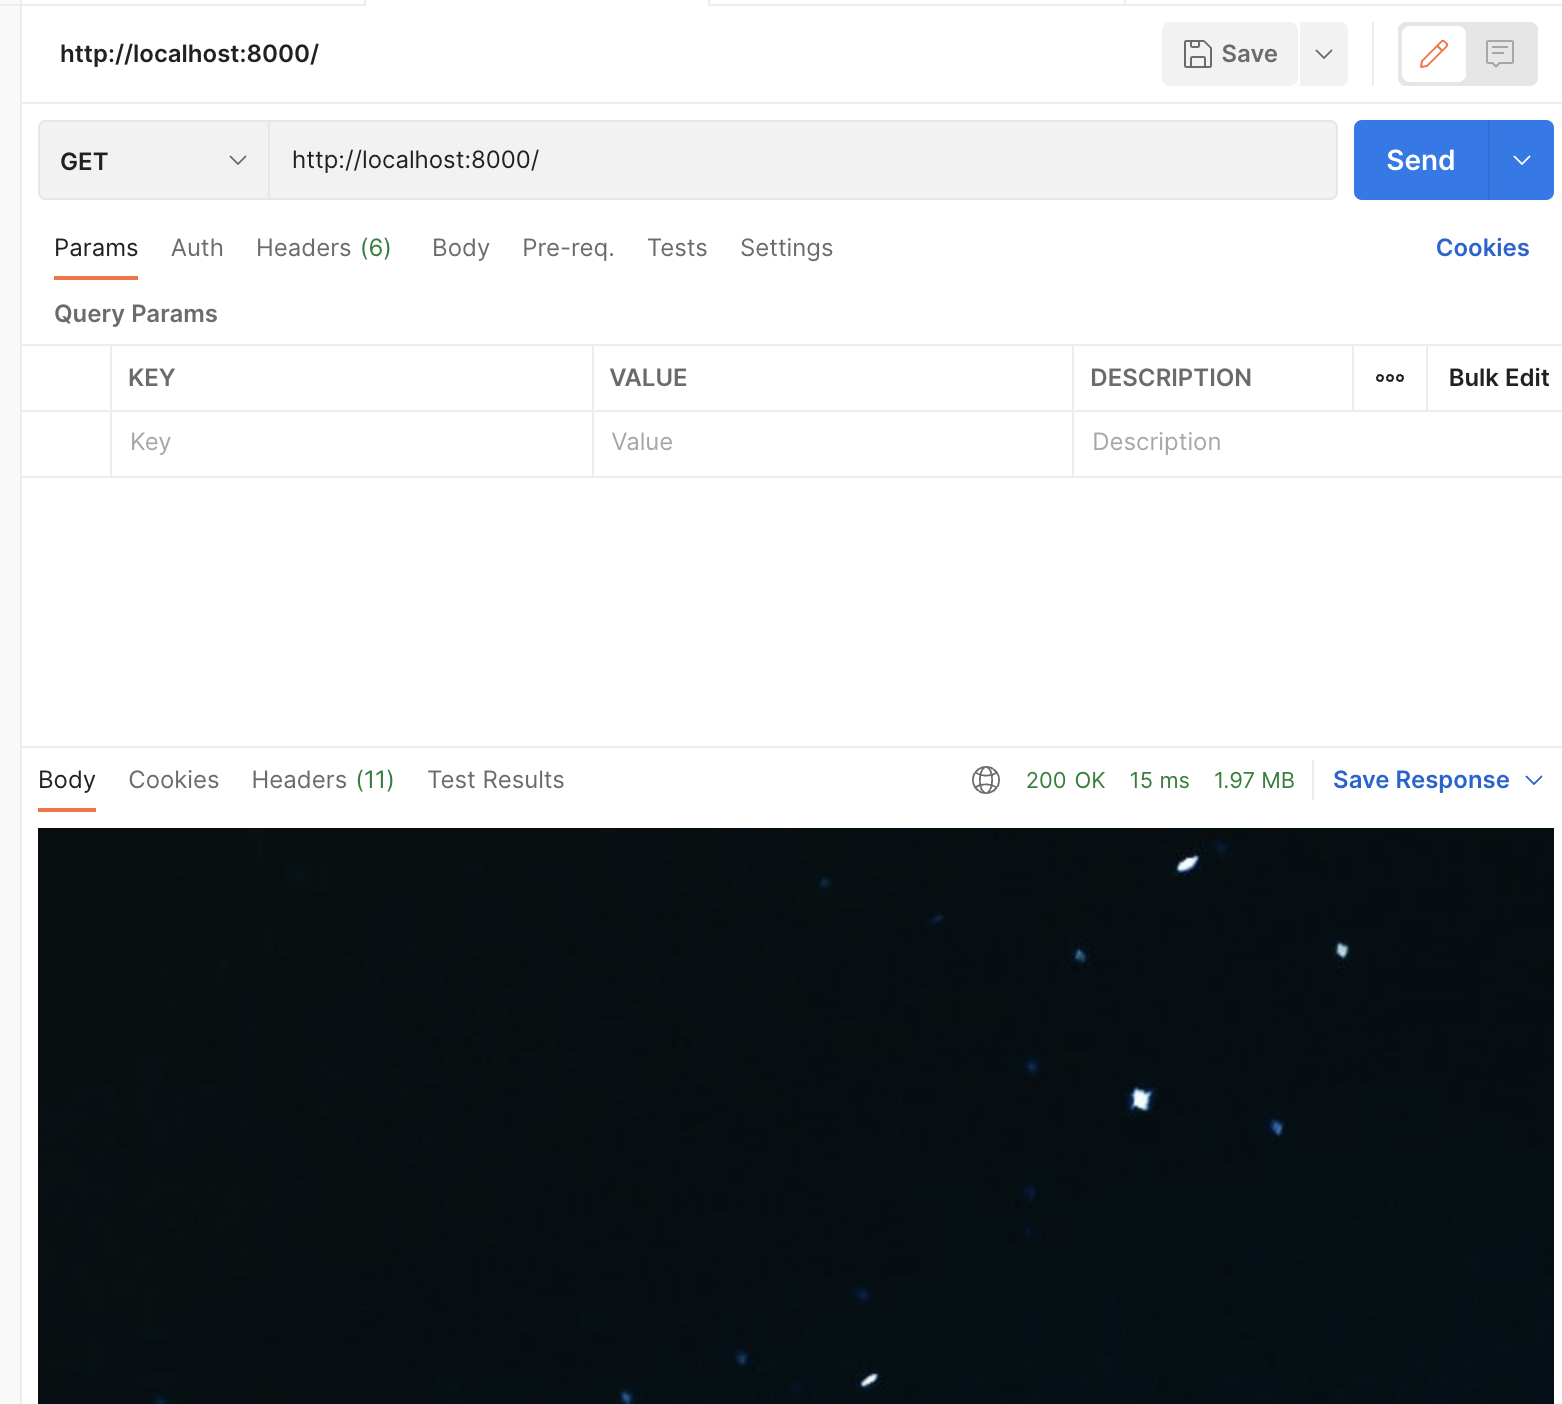 http://localhost:8000/
Save
GET
http://localhost:8000/
Send
Params Auth Headers (6) Body Pre-req. Tests Settings Cookies
Query Params
KEY VALUE DESCRIPTION ooo Bulk Edit
Key Value Description
Body Cookies Headers (11) Test Results 200 OK 15 ms 1.97 MB Save Response